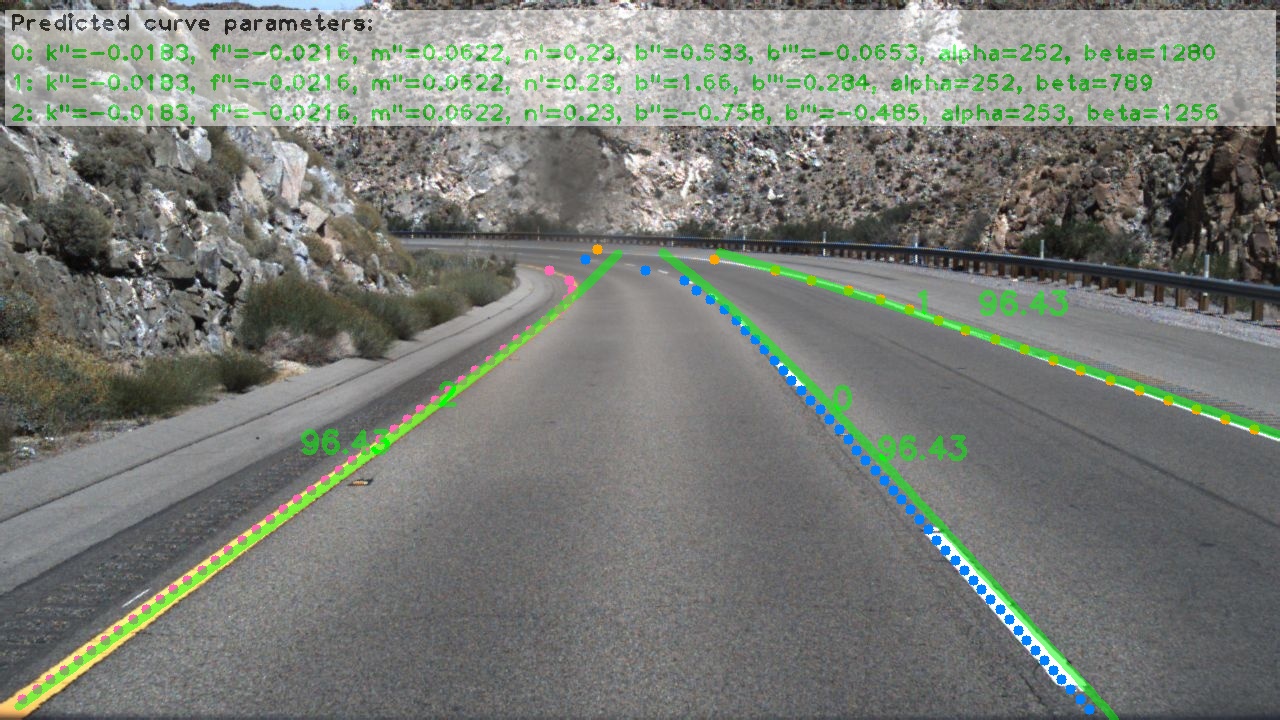 Predicted curve parameters:
0: k''=-0.0183, f''=-0.0216, m''=0.0622, n'=0.23, b''=0.533, b'''=-0.0653, alpha=252, beta=1280
1: k''=-0.0183, f''=-0.0216, m''=0.0622, n'=0.23, b''=1.66, b'''=0.284, alpha=252, beta=789
2: k''=-0.0183, f''=-0.0216, m''=0.0622, n'=0.23, b''=-0.758, b'''=-0.485, alpha=253, beta=1256
1 96.43
2
0
96.43
96.43